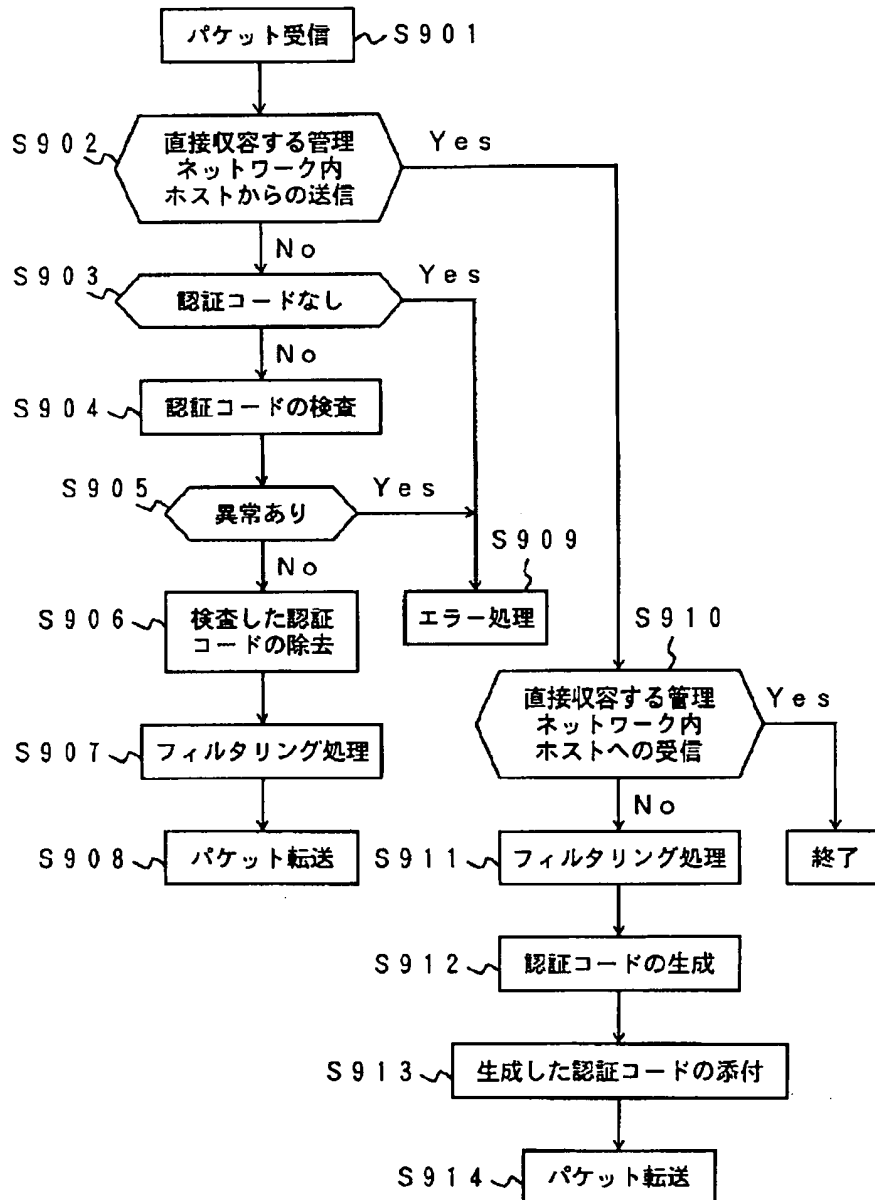 パケット受信 S901
S902 直接収容する管理 Yes
ネットワーク内
ホストからの送信
No
S903 認証コードなし Yes
No
S904 認証コードの検査
S905 異常あり Yes
No
S909
S906 検査した認証
コードの除去
エラー処理
S910
S907 フィルタリング処理
直接収容する管理 Yes
ネットワーク内
ホストへの受信
No
S908 パケット転送
S911 フィルタリング処理
終了
S912 認証コードの生成
S913 生成した認証コードの添付
S914 パケット転送